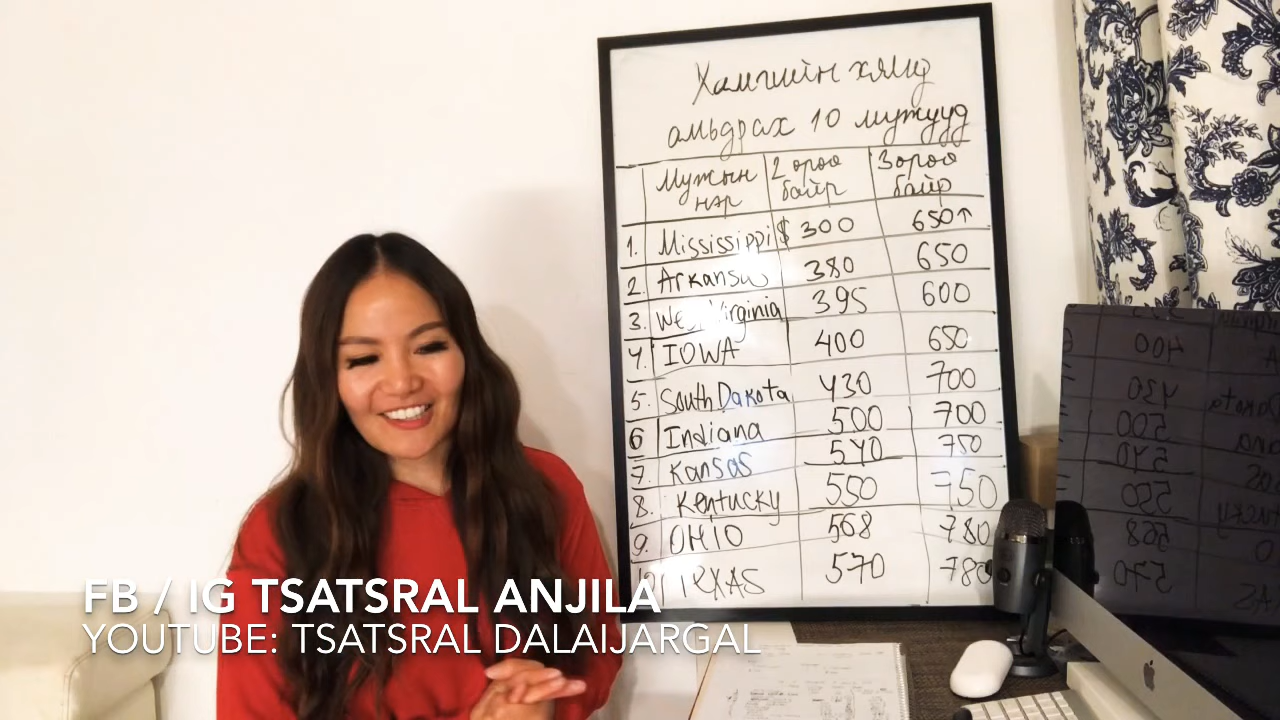 Хамгийн хямд
амьдрах 10 мужууд
Мужын нэр 2 өрөө байр 3 өрөө байр
1. Mississippi $300 650↑
2. Arkansas 380 650
3. West Virginia 395 600
4. IOWA 400 650
5. South Dakota 430 700
6 Indiana 500 700
7. Kansas 540 750
8. Kentucky 550 750
9. OHIO 568 780
TEXAS 570 780
FB / IG TSATSRAL ANJILA
YOUTUBE: TSATSRAL DALAIJARGAL